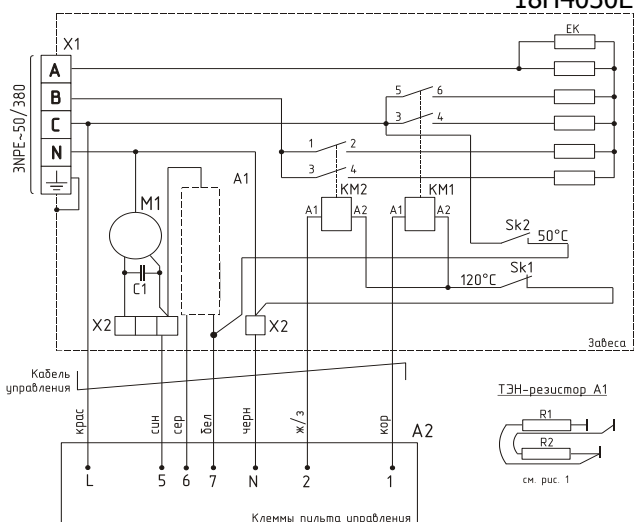 18П4030Е
X1
EK
A
B
C
N
3NPE~50/380
5 6
3 4
1 2
3 4
KM2
KM1
A1 A2
A1 A2
A1
M1
C1
X2
X2
Sk2
50°C
Sk1
120°C
Завеса
Кабель
управления
крас
син
сер
бел
черн
ж/з
кор
A2
L 5 6 7 N 2 1
Клеммы пульта управления
ТЭН-резистор А1
R1
R2
см. рис. 1